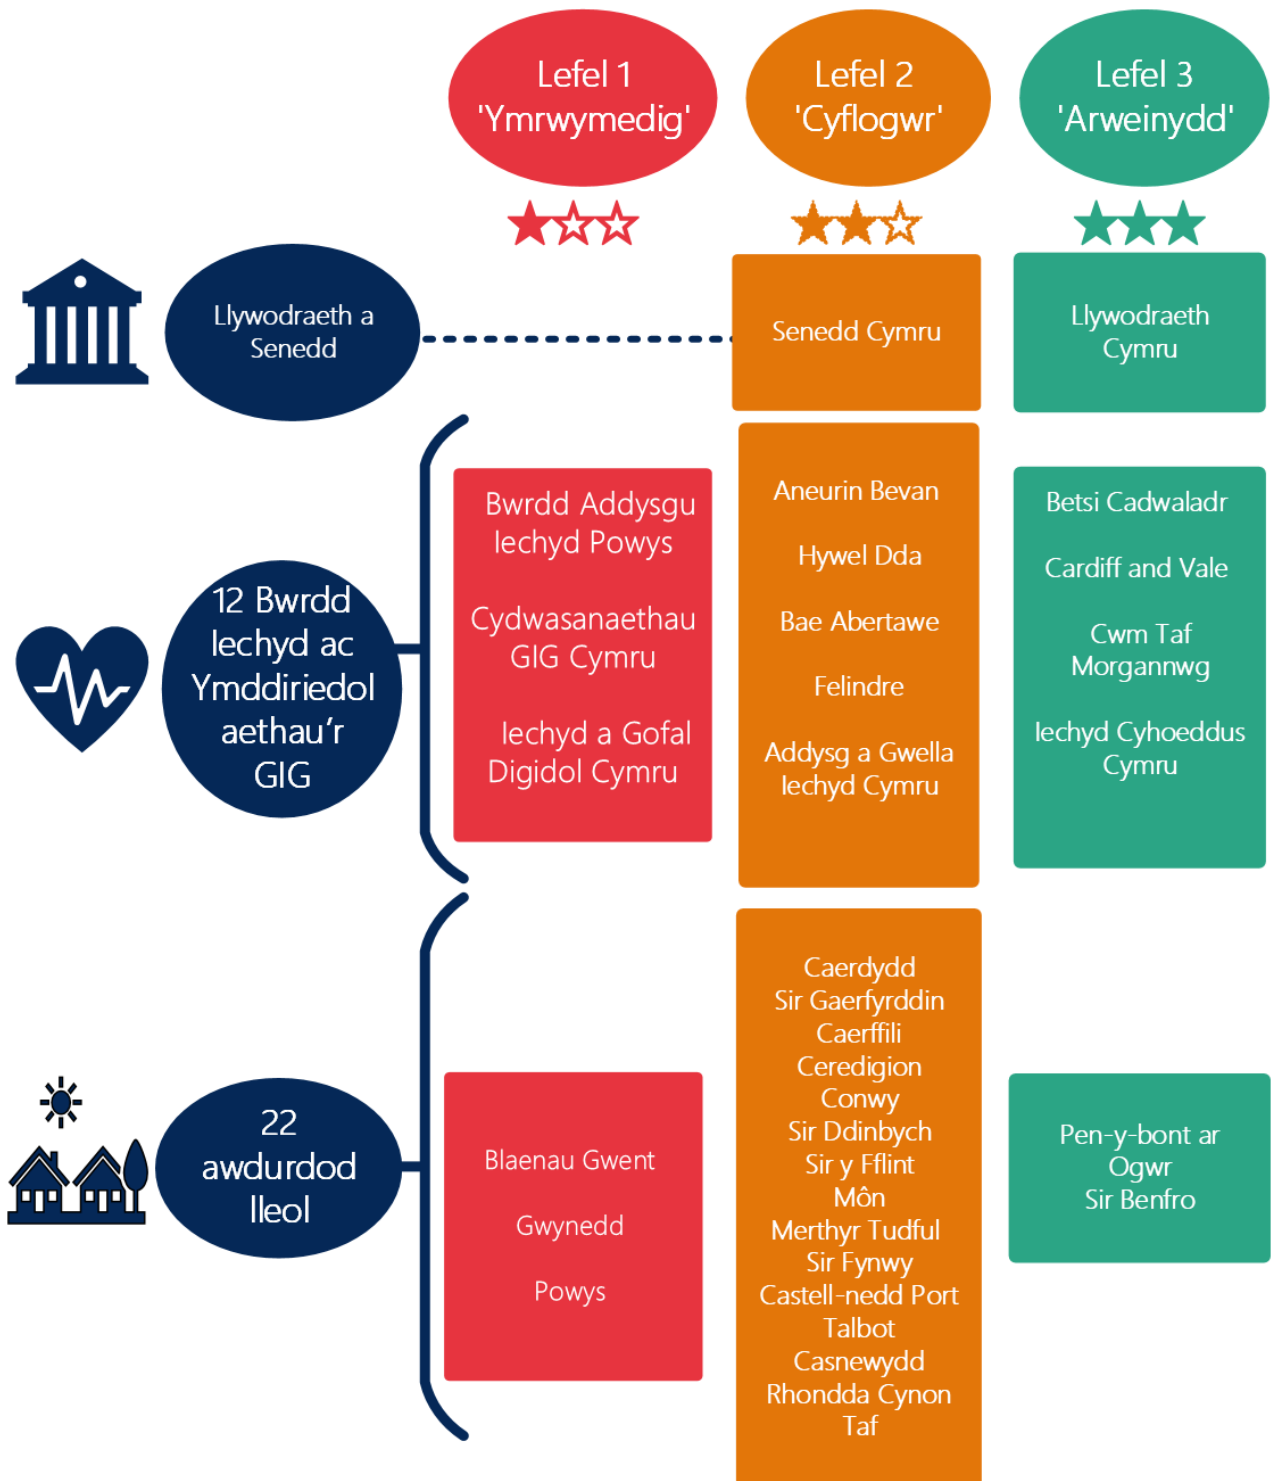 Lefel 1
'Ymrwymedig'
Lefel 2
'Cyflogwr'
Lefel 3
'Arweinydd'
Llywodraeth a
Senedd
Senedd Cymru
Llywodraeth
Cymru
12 Bwrdd
Iechyd ac
Ymddiriedol
aethau’r
GIG
Bwrdd Addysgu
Iechyd Powys
Cydwasanaethau
GIG Cymru
Iechyd a Gofal
Digidol Cymru
Aneurin Bevan
Hywel Dda
Bae Abertawe
Felindre
Addysg a Gwella
Iechyd Cymru
Betsi Cadwaladr
Cardiff and Vale
Cwm Taf
Morgannwg
Iechyd Cyhoeddus
Cymru
22
awdurdod
lleol
Blaenau Gwent
Gwynedd
Powys
Caerdydd
Sir Gaerfyrddin
Caerffili
Ceredigion
Conwy
Sir Ddinbych
Sir y Fflint
Môn
Merthyr Tudful
Sir Fynwy
Castell-nedd Port
Talbot
Casnewydd
Rhondda Cynon
Taf
Pen-y-bont ar
Ogwr
Sir Benfro